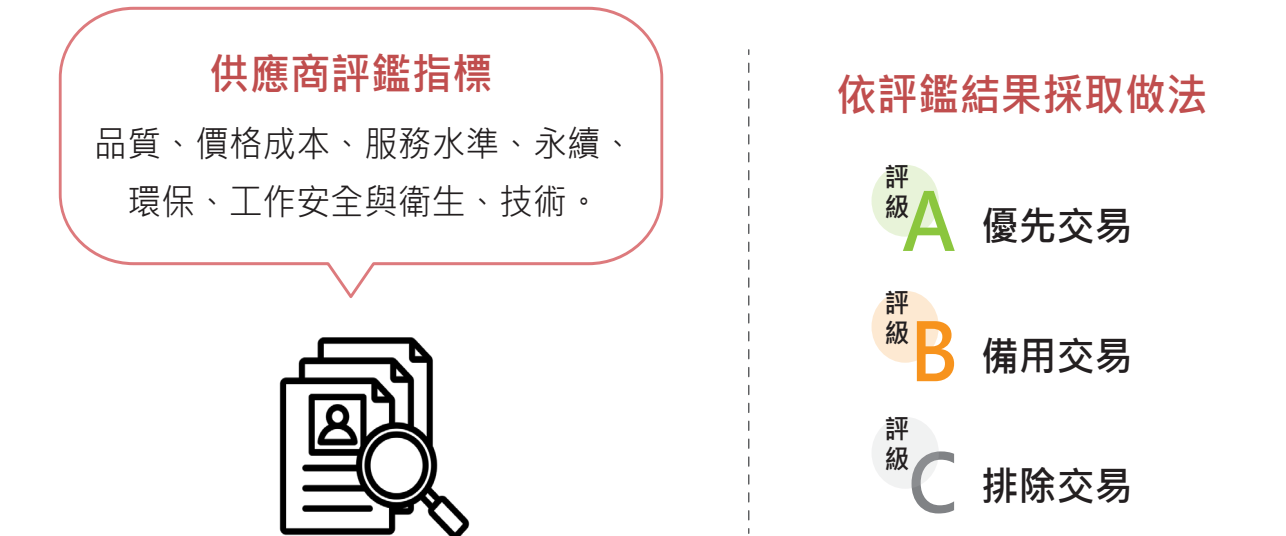 供應商評鑑指標
品質、價格成本、服務水準、永續、
環保、工作安全與衛生、技術。
依評鑑結果採取做法
評級A 優先交易
評級B 備用交易
評級C 排除交易